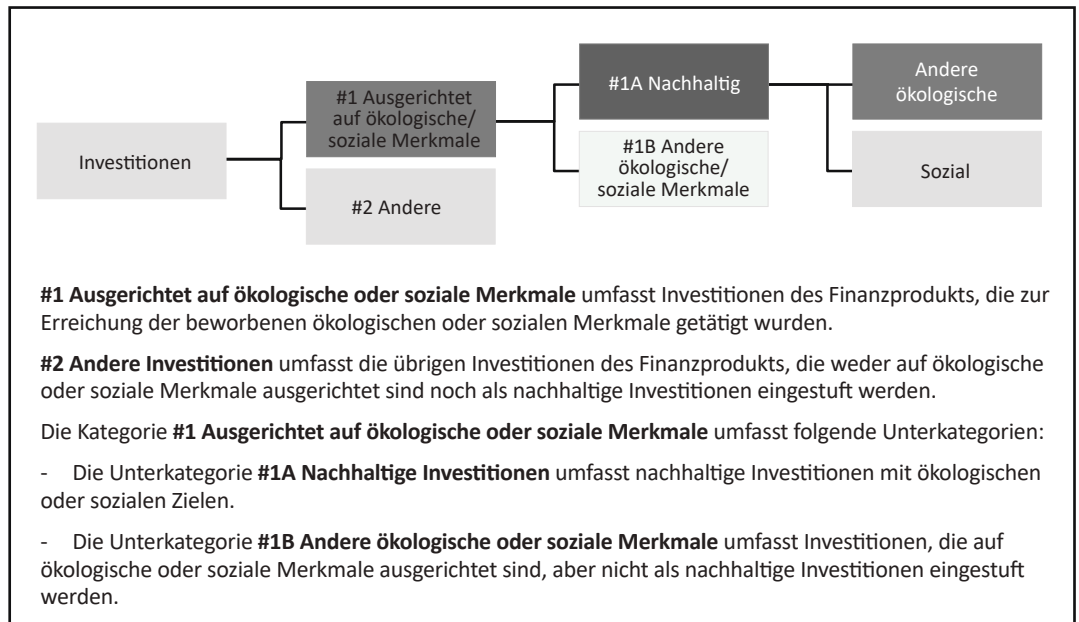 Investitionen
#1 Ausgerichtet
auf ökologische/
soziale Merkmale
#2 Andere
#1A Nachhaltig
#1B Andere
ökologische/
soziale Merkmale
Andere
ökologische
Sozial
#1 Ausgerichtet auf ökologische oder soziale Merkmale umfasst Investitionen des Finanzprodukts, die zur
Erreichung der beworbenen ökologischen oder sozialen Merkmale getätigt wurden.
#2 Andere Investitionen umfasst die übrigen Investitionen des Finanzprodukts, die weder auf ökologische
oder soziale Merkmale ausgerichtet sind noch als nachhaltige Investitionen eingestuft werden.
Die Kategorie #1 Ausgerichtet auf ökologische oder soziale Merkmale umfasst folgende Unterkategorien:
- Die Unterkategorie #1A Nachhaltige Investitionen umfasst nachhaltige Investitionen mit ökologischen
oder sozialen Zielen.
- Die Unterkategorie #1B Andere ökologische oder soziale Merkmale umfasst Investitionen, die auf
ökologische oder soziale Merkmale ausgerichtet sind, aber nicht als nachhaltige Investitionen eingestuft
werden.